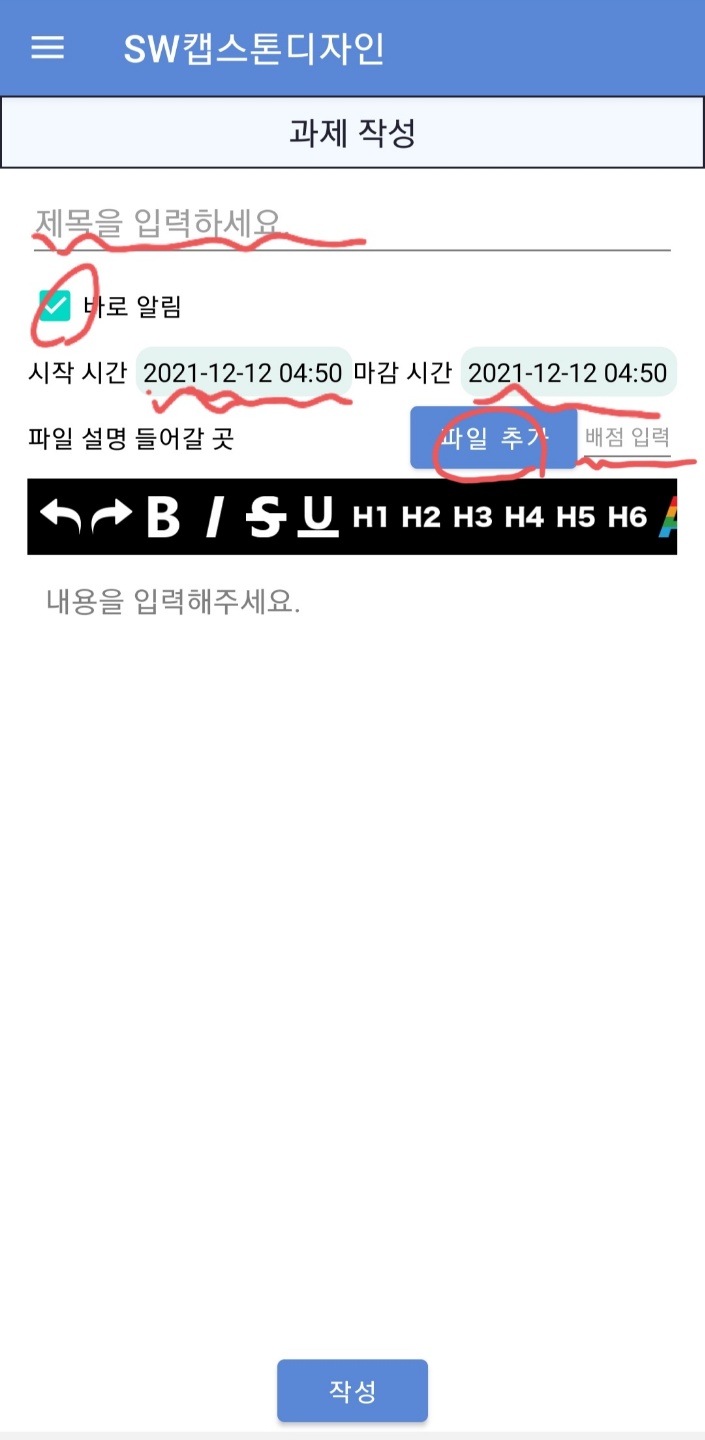 SW캡스톤디자인
과제 작성
제목을 입력하세요.
바로 알림
시작 시간 2021-12-12 04:50 마감 시간 2021-12-12 04:50
파일 설명 들어갈 곳 파일 추가 배점 입력
B I S U H1 H2 H3 H4 H5 H6 A
내용을 입력해주세요.
작성